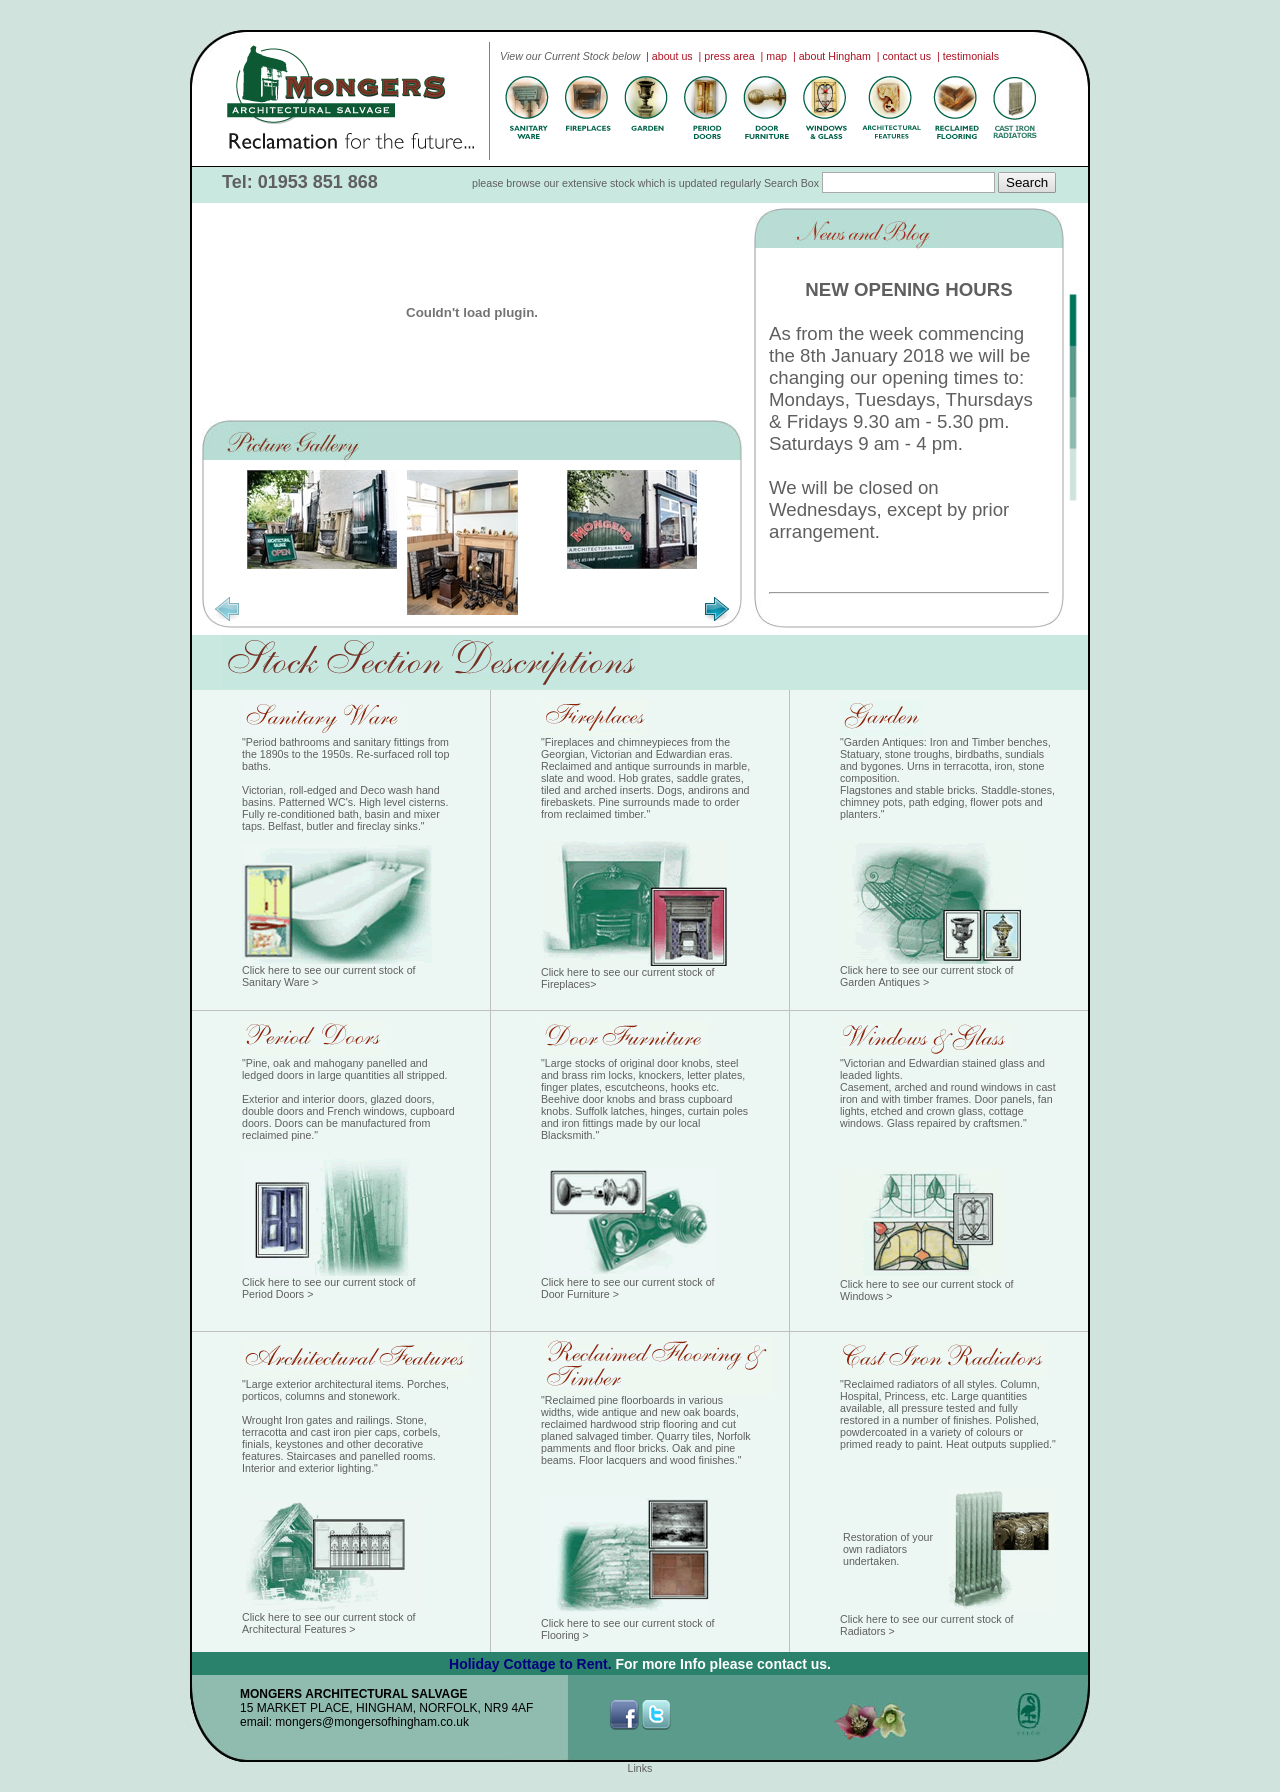 MONGERS
ARCHITECTURAL SALVAGE
Reclamation for the future...
View our Current Stock below | about us | press area | map | about Hingham | contact us | testimonials
SANITARY WARE
FIREPLACES
GARDEN
PERIOD DOORS
DOOR FURNITURE
WINDOWS & GLASS
ARCHITECTURAL FEATURES
RECLAIMED FLOORING
CAST IRON RADIATORS
Tel: 01953 851 868
please browse our extensive stock which is updated regularly Search Box
Search
Couldn't load plugin.
News and Blog
NEW OPENING HOURS
As from the week commencing
the 8th January 2018 we will be
changing our opening times to:
Mondays, Tuesdays, Thursdays
& Fridays 9.30 am - 5.30 pm.
Saturdays 9 am - 4 pm.
We will be closed on
Wednesdays, except by prior
arrangement.
Picture Gallery
ARCHITECTURAL
SALVAGE
OPEN
MONGERS
ARCHITECTURAL SALVAGE
Stock Section Descriptions
Sanitary Ware
"Period bathrooms and sanitary fittings from
the 1890s to the 1950s. Re-surfaced roll top
baths.
Victorian, roll-edged and Deco wash hand
basins. Patterned WC's. High level cisterns.
Fully re-conditioned bath, basin and mixer
taps. Belfast, butler and fireclay sinks."
Click here to see our current stock of
Sanitary Ware >
Fireplaces
"Fireplaces and chimneypieces from the
Georgian, Victorian and Edwardian eras.
Reclaimed and antique surrounds in marble,
slate and wood. Hob grates, saddle grates,
tiled and arched inserts. Dogs, andirons and
firebaskets. Pine surrounds made to order
from reclaimed timber."
Click here to see our current stock of
Fireplaces>
Garden
"Garden Antiques: Iron and Timber benches,
Statuary, stone troughs, birdbaths, sundials
and bygones. Urns in terracotta, iron, stone
composition.
Flagstones and stable bricks. Staddle-stones,
chimney pots, path edging, flower pots and
planters."
Click here to see our current stock of
Garden Antiques >
Period Doors
"Pine, oak and mahogany panelled and
ledged doors in large quantities all stripped.
Exterior and interior doors, glazed doors,
double doors and French windows, cupboard
doors. Doors can be manufactured from
reclaimed pine."
Click here to see our current stock of
Period Doors >
Door Furniture
"Large stocks of original door knobs, steel
and brass rim locks, knockers, letter plates,
finger plates, escutcheons, hooks etc.
Beehive door knobs and brass cupboard
knobs. Suffolk latches, hinges, curtain poles
and iron fittings made by our local
Blacksmith."
Click here to see our current stock of
Door Furniture >
Windows & Glass
"Victorian and Edwardian stained glass and
leaded lights.
Casement, arched and round windows in cast
iron and with timber frames. Door panels, fan
lights, etched and crown glass, cottage
windows. Glass repaired by craftsmen."
Click here to see our current stock of
Windows >
Architectural Features
"Large exterior architectural items. Porches,
porticos, columns and stonework.
Wrought Iron gates and railings. Stone,
terracotta and cast iron pier caps, corbels,
finials, keystones and other decorative
features. Staircases and panelled rooms.
Interior and exterior lighting."
Click here to see our current stock of
Architectural Features >
Reclaimed Flooring &
Timber
"Reclaimed pine floorboards in various
widths, wide antique and new oak boards,
reclaimed hardwood strip flooring and cut
planed salvaged timber. Quarry tiles, Norfolk
pamments and floor bricks. Oak and pine
beams. Floor lacquers and wood finishes."
Click here to see our current stock of
Flooring >
Cast Iron Radiators
"Reclaimed radiators of all styles. Column,
Hospital, Princess, etc. Large quantities
available, all pressure tested and fully
restored in a number of finishes. Polished,
powdercoated in a variety of colours or
primed ready to paint. Heat outputs supplied."
Restoration of your
own radiators
undertaken.
Click here to see our current stock of
Radiators >
Holiday Cottage to Rent. For more Info please contact us.
MONGERS ARCHITECTURAL SALVAGE
15 MARKET PLACE, HINGHAM, NORFOLK, NR9 4AF
email: mongers@mongersofhingham.co.uk
SALVO
Links